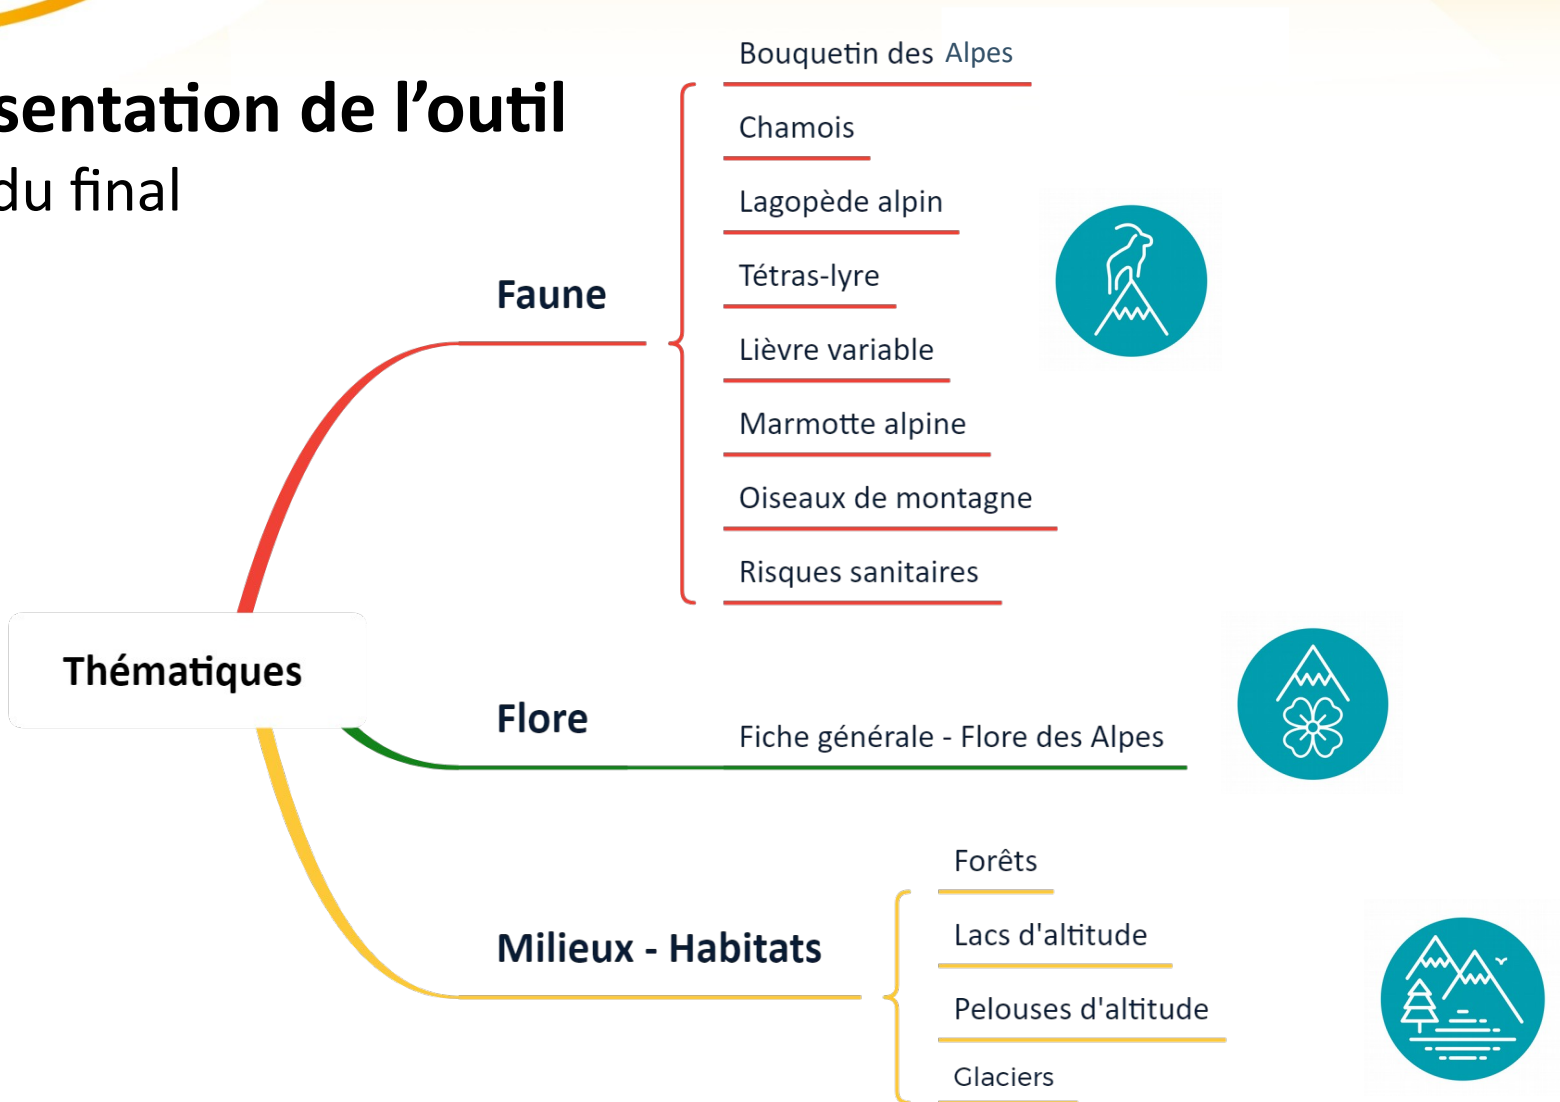 sentation de l’outil
du final
Bouquetin des Alpes
Chamois
Lagopède alpin
Tétras-lyre
Lièvre variable
Marmotte alpine
Oiseaux de montagne
Risques sanitaires
Faune
Thématiques
Flore
Fiche générale - Flore des Alpes
Milieux - Habitats
Forêts
Lacs d'altitude
Pelouses d'altitude
Glaciers